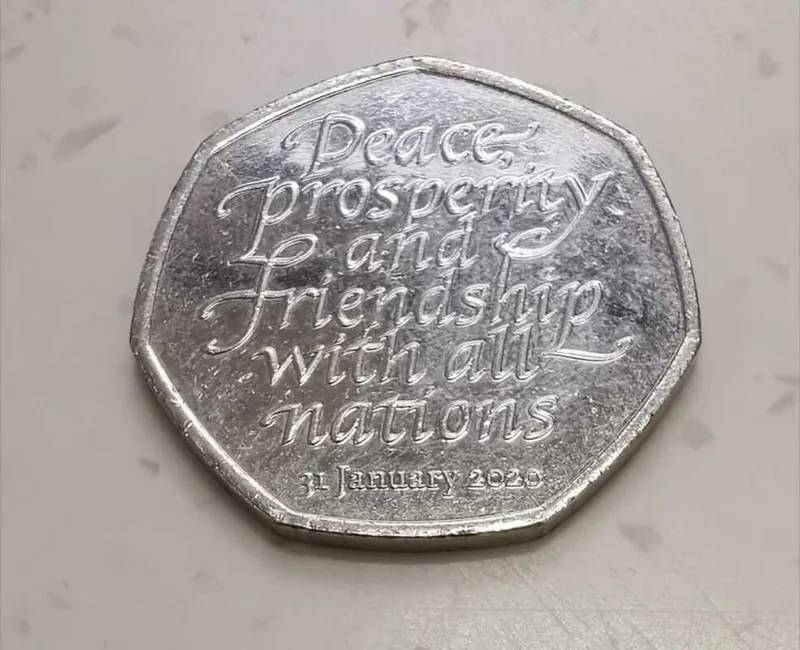 Peace,
prosperity
and
friendship
with all
nations
31 January 2020